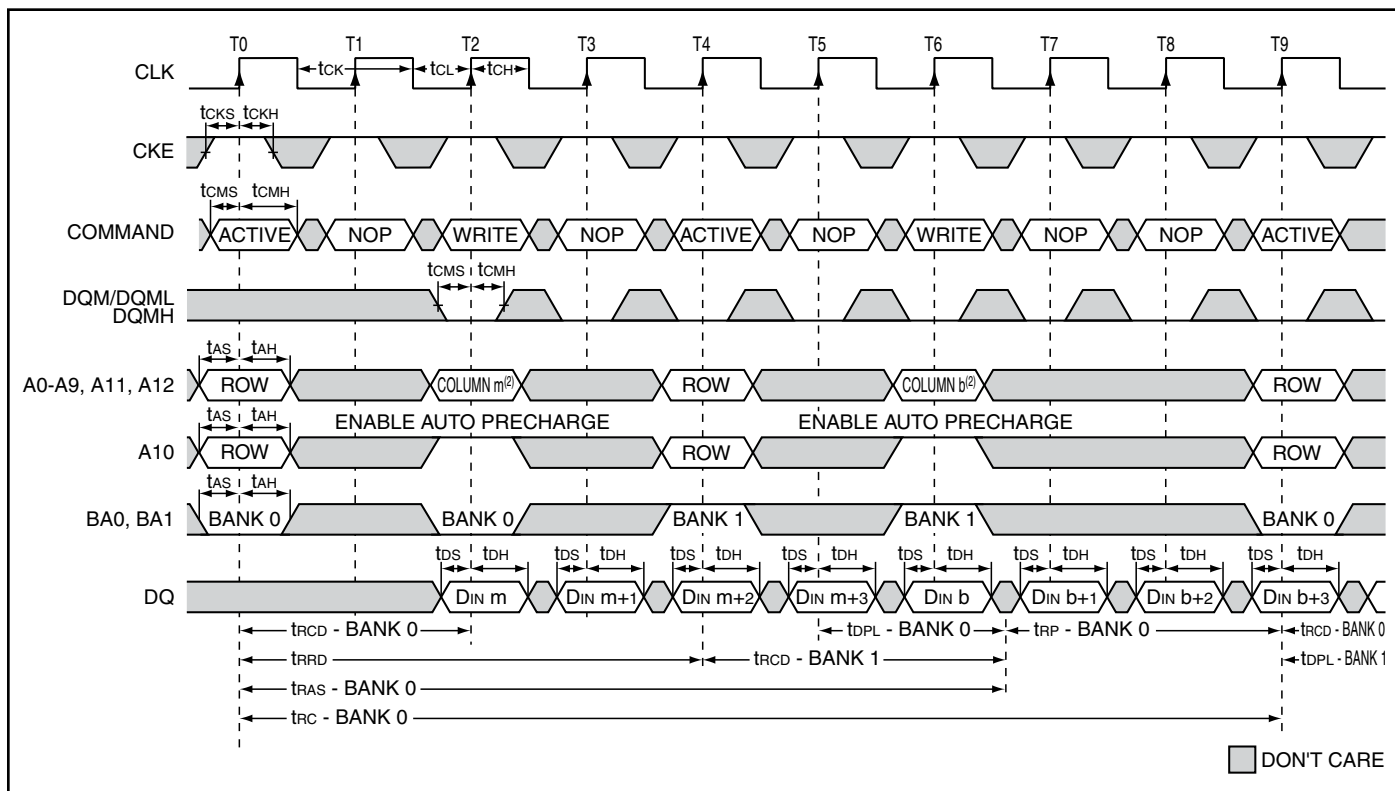 T0 T1 T2 T3 T4 T5 T6 T7 T8 T9
CLK tCK tCL tCH
tCKS tCKH
CKE
tCMS tCMH
COMMAND ACTIVE NOP WRITE NOP ACTIVE NOP WRITE NOP NOP ACTIVE
tCMS tCMH
DQM/DQML
DQMH
tAS tAH
A0-A9, A11, A12 ROW COLUMN m(2) ROW COLUMN b(2) ROW
tAS tAH ENABLE AUTO PRECHARGE ENABLE AUTO PRECHARGE
A10 ROW ROW ROW
tAS tAH
BA0, BA1 BANK 0 BANK 0 BANK 1 BANK 1 BANK 0
tDS tDH tDS tDH tDS tDH tDS tDH tDS tDH tDS tDH tDS tDH tDS tDH
DQ DIN m DIN m+1 DIN m+2 DIN m+3 DIN b DIN b+1 DIN b+2 DIN b+3
tRCD - BANK 0 tDPL - BANK 0 tRP - BANK 0 tRCD - BANK 0
tRRD tRCD - BANK 1 tDPL - BANK 1
tRAS - BANK 0
tRC - BANK 0
DON'T CARE